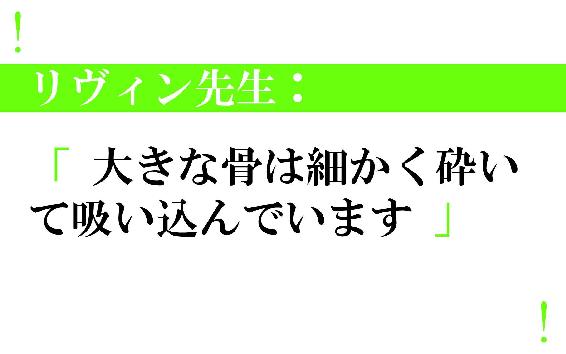 !
リヴィン先生：
「 大きな骨は細かく砕い
て吸い込んでいます 」
!